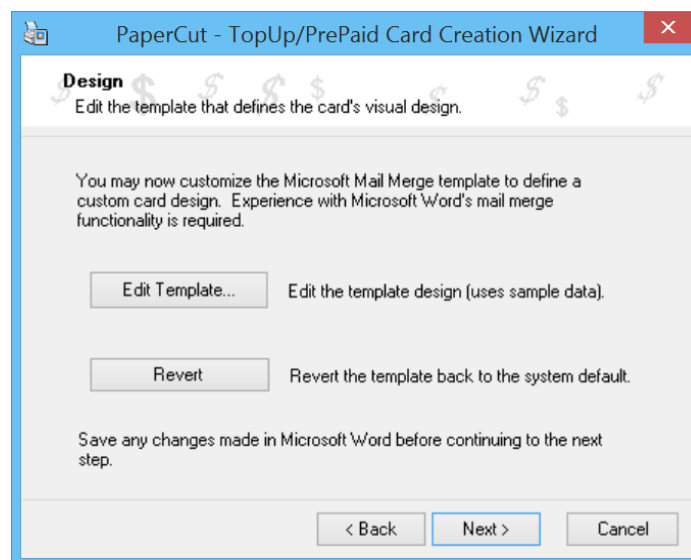 PaperCut - TopUp/PrePaid Card Creation Wizard
Design
Edit the template that defines the card's visual design.
You may now customize the Microsoft Mail Merge template to define a
custom card design. Experience with Microsoft Word's mail merge
functionality is required.
Edit Template... Edit the template design (uses sample data).
Revert Revert the template back to the system default.
Save any changes made in Microsoft Word before continuing to the next
step.
< Back Next > Cancel